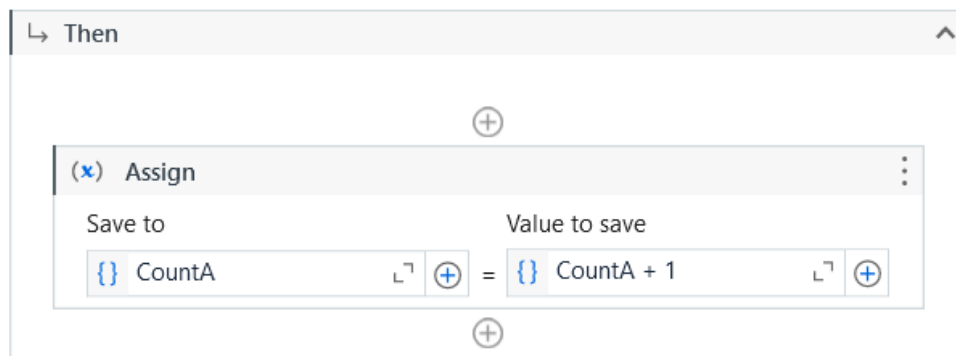 Then
(x) Assign
Save to Value to save
{} CountA = {} CountA + 1